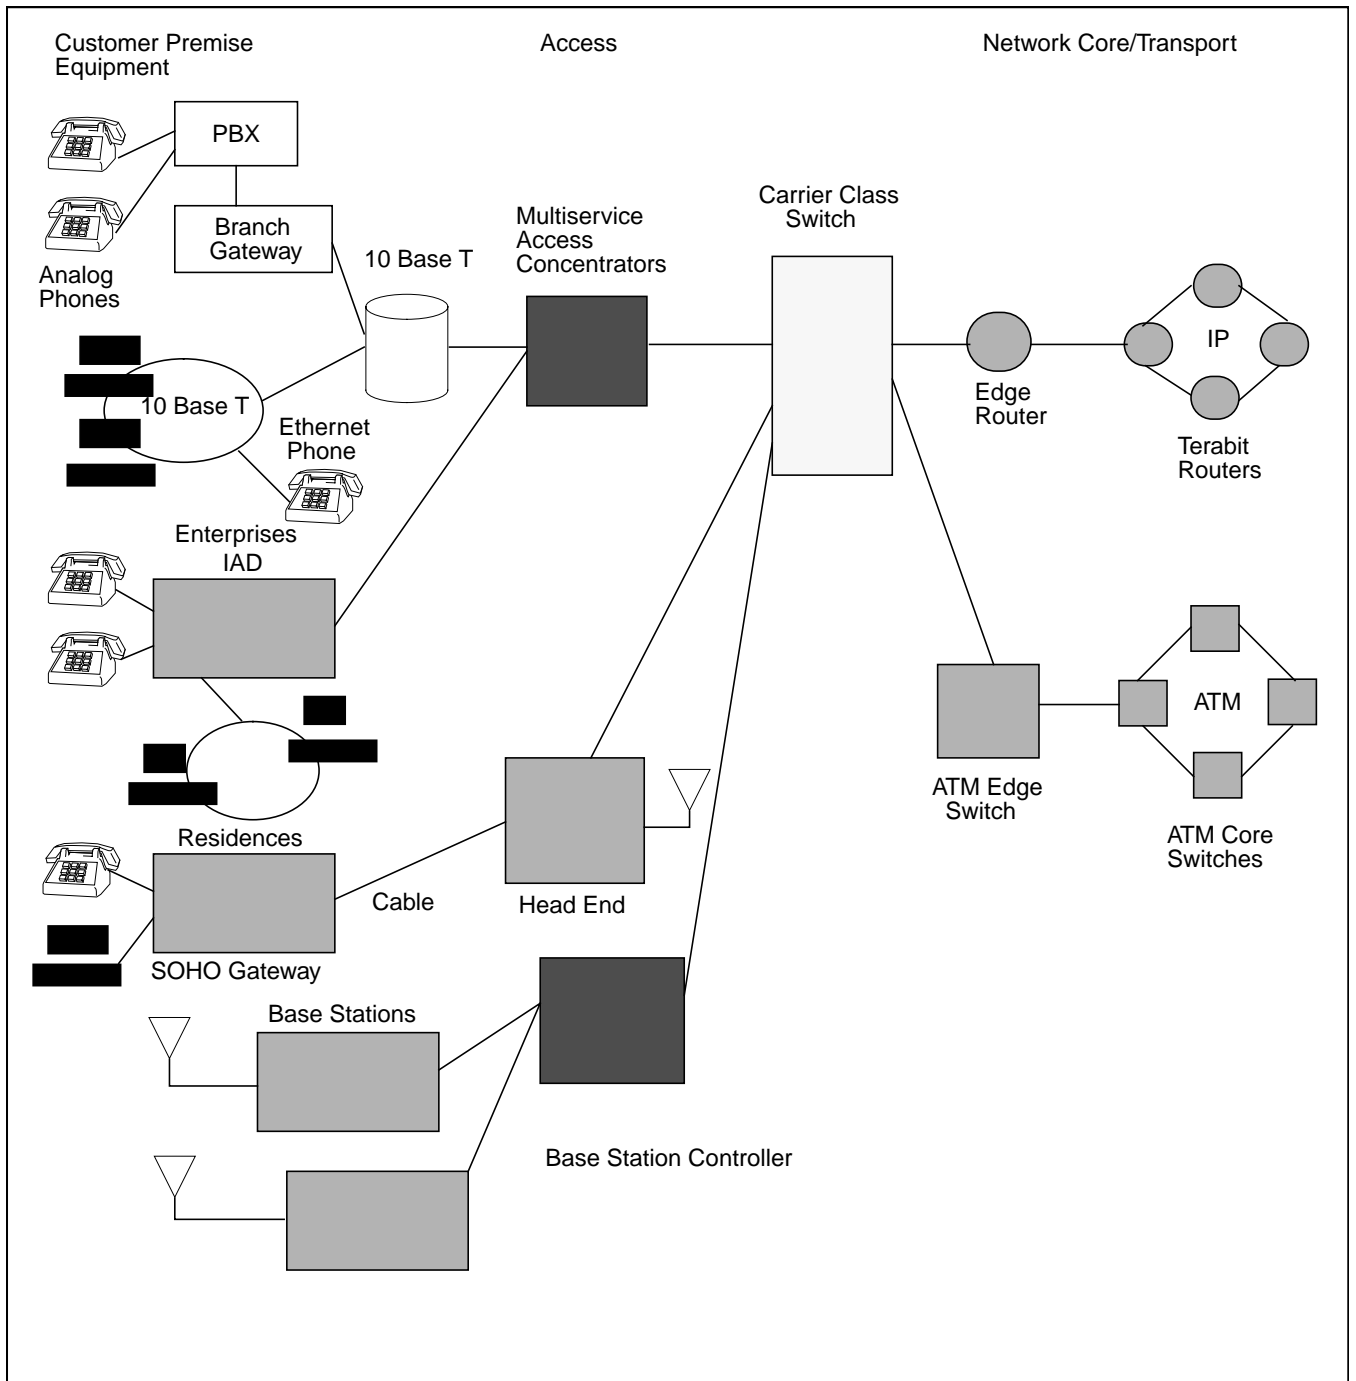 Customer Premise
Equipment
Access
Network Core/Transport
PBX
Branch
Gateway
Analog
Phones
10 Base T
Multiservice
Access
Concentrators
Carrier Class
Switch
10 Base T
Ethernet
Phone
Edge
Router
IP
Terabit
Routers
Enterprises
IAD
ATM Edge
Switch
ATM
ATM Core
Switches
Residences
Cable
Head End
SOHO Gateway
Base Stations
Base Station Controller